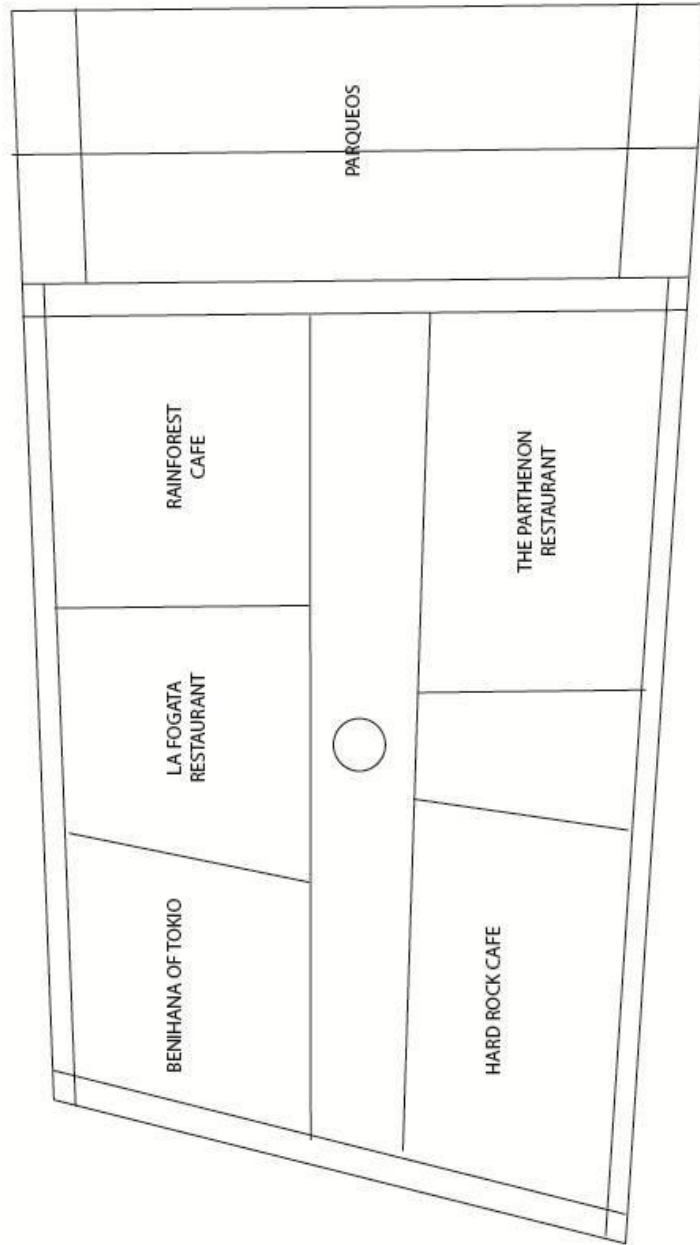 PARQUEOS
RAINFOREST
CAFE
THE PARTHENON
RESTAURANT
LA FOGATA
RESTAURANT
BENIHANA OF TOKIO
HARD ROCK CAFE